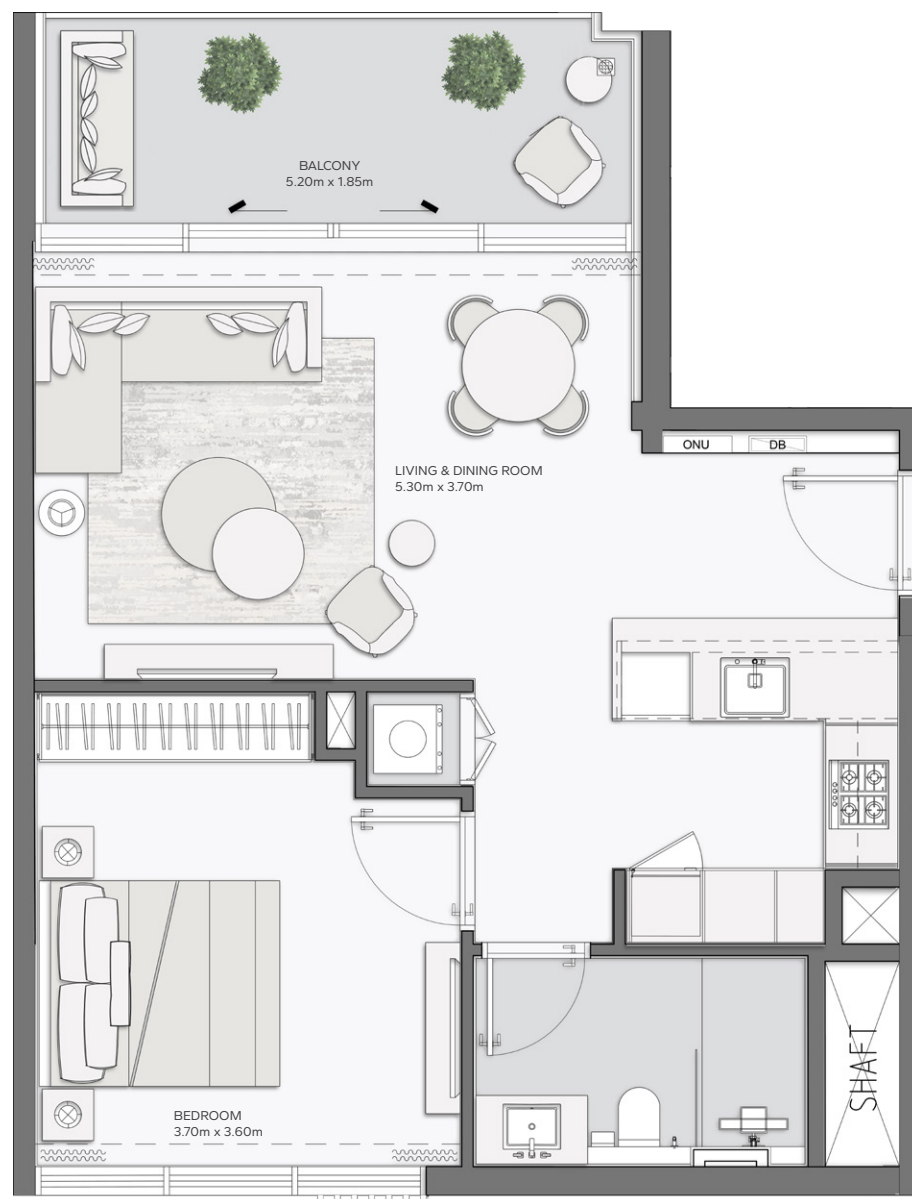 BALCONY
5.20m x 1.85m
ONU
DB
LIVING & DINING ROOM
5.30m x 3.70m
SHAFT
BEDROOM
3.70m x 3.60m